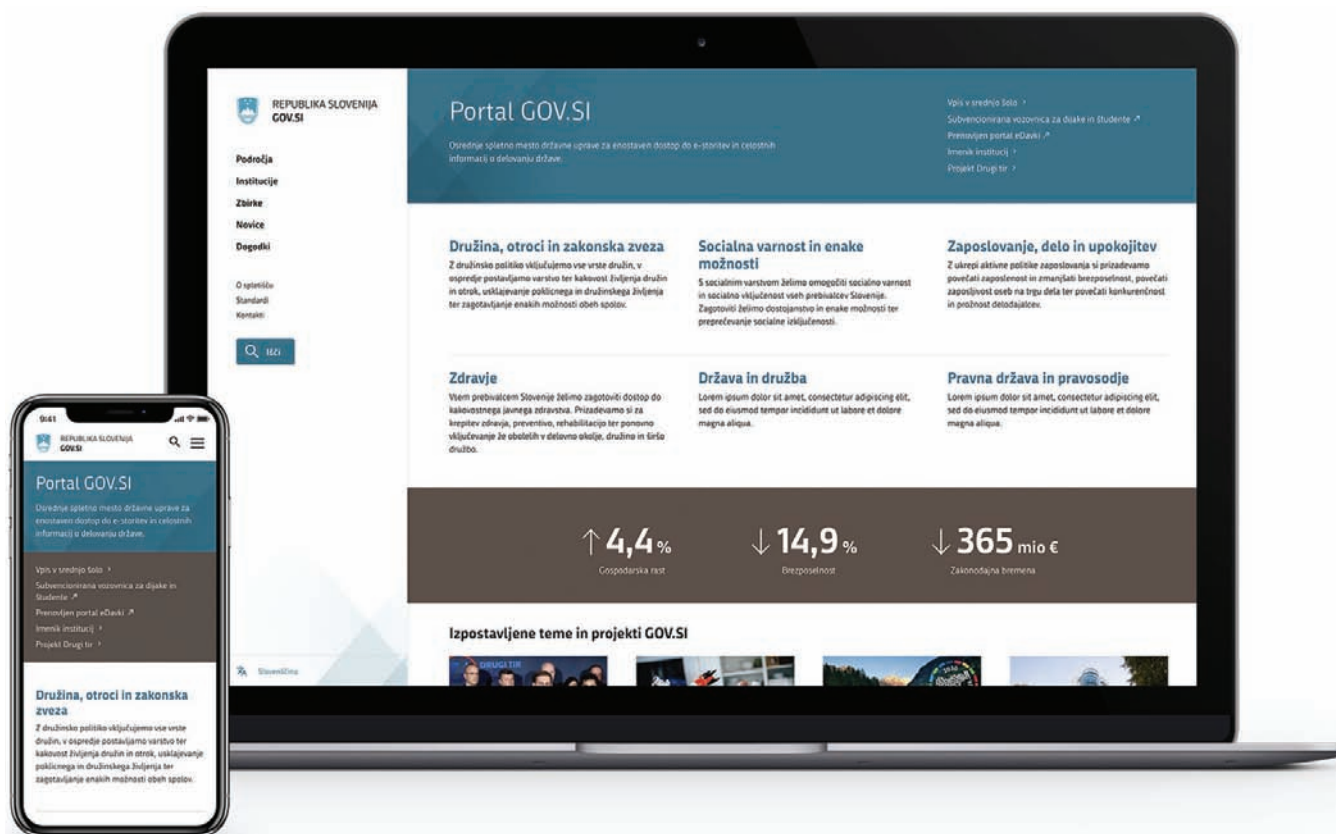 REPUBLIKA SLOVENIJA
GOV.SI
Področja
Institucije
Zbirke
Novice
Dogodki
O spletišču
Standardi
Kontakti
Išči
Slovenščina
Portal GOV.SI
Osrednje spletno mesto državne uprave za enostaven dostop do e-storitev in celostnih
informacij o delovanju države.
Vpis v srednjo šolo
Subvencionirana vozovnica za dijake in študente
Prenovljen portal eDavki
Imenik institucij
Projekt Drugi tir
Družina, otroci in zakonska zveza
Z družinsko politiko vključujemo vse vrste družin, v
ospredje postavljamo varstvo ter kakovost življenja družin
in otrok, usklajevanje poklicnega in družinskega življenja
ter zagotavljanje enakih možnosti obeh spolov.
Socialna varnost in enake
možnosti
S socialnim varstvom želimo omogočiti socialno varnost
in socialno vključenost vseh prebivalcev Slovenije.
Zagotoviti želimo dostojanstvo in enake možnosti ter
preprečevanje socialne izključenosti.
Zaposlovanje, delo in upokojitev
Z ukrepi aktivne politike zaposlovanja si prizadevamo
povečati zaposlenost in zmanjšati brezposelnost, povečati
zaposljivost oseb na trgu dela ter povečati konkurenčnost
in prožnost delodajalcev.
Zdravje
Vsem prebivalcem Slovenije želimo zagotoviti dostop do
kakovostnega javnega zdravstva. Prizadevamo si za
krepitev zdravja, preventivo, rehabilitacijo ter ponovno
vključevanje že obolelih v delovno okolje, družino in širšo
družbo.
Država in družba
Lorem ipsum dolor sit amet, consectetur adipiscing elit,
sed do eiusmod tempor incididunt ut labore et dolore
magna aliqua.
Pravna država in pravosodje
Lorem ipsum dolor sit amet, consectetur adipiscing elit,
sed do eiusmod tempor incididunt ut labore et dolore
magna aliqua.
↑ 4,4 %
Gospodarska rast
↓ 14,9 %
Brezposelnost
↓ 365 mio €
Zakonodajna bremena
Izpostavljene teme in projekti GOV.SI
DRUGI TIR
9:41
REPUBLIKA SLOVENIJA
GOV.SI
Portal GOV.SI
Osrednje spletno mesto državne uprave za
enostaven dostop do e-storitev in celostnih
informacij o delovanju države.
Vpis v srednjo šolo
Subvencionirana vozovnica za dijake in
študente
Prenovljen portal eDavki
Imenik institucij
Projekt Drugi tir
Družina, otroci in zakonska
zveza
Z družinsko politiko vključujemo vse vrste
družin, v ospredje postavljamo varstvo ter
kakovost življenja družin in otrok, usklajevanje
poklicnega in družinskega življenja ter
zagotavljanje enakih možnosti obeh spolov.